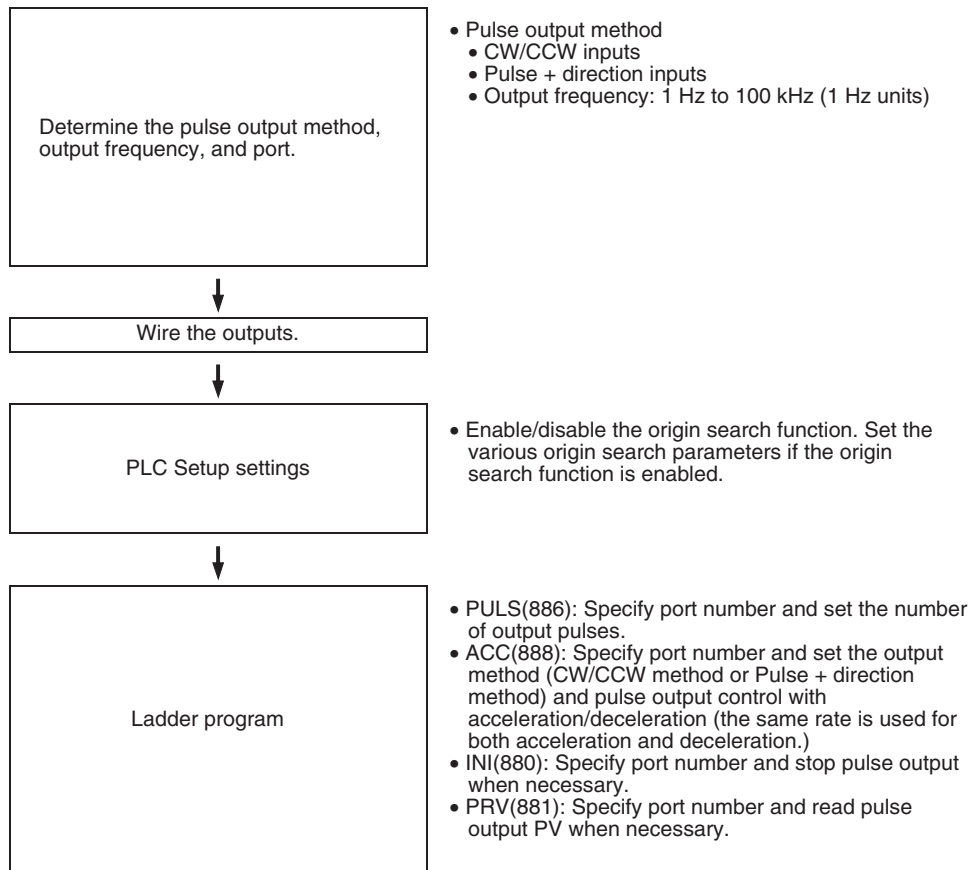 Determine the pulse output method,
output frequency, and port.
• Pulse output method
• CW/CCW inputs
• Pulse + direction inputs
• Output frequency: 1 Hz to 100 kHz (1 Hz units)
Wire the outputs.
PLC Setup settings
• Enable/disable the origin search function. Set the
various origin search parameters if the origin
search function is enabled.
Ladder program
• PULS(886): Specify port number and set the number
of output pulses.
• ACC(888): Specify port number and set the output
method (CW/CCW method or Pulse + direction
method) and pulse output control with
acceleration/deceleration (the same rate is used for
both acceleration and deceleration.)
• INI(880): Specify port number and stop pulse output
when necessary.
• PRV(881): Specify port number and read pulse
output PV when necessary.